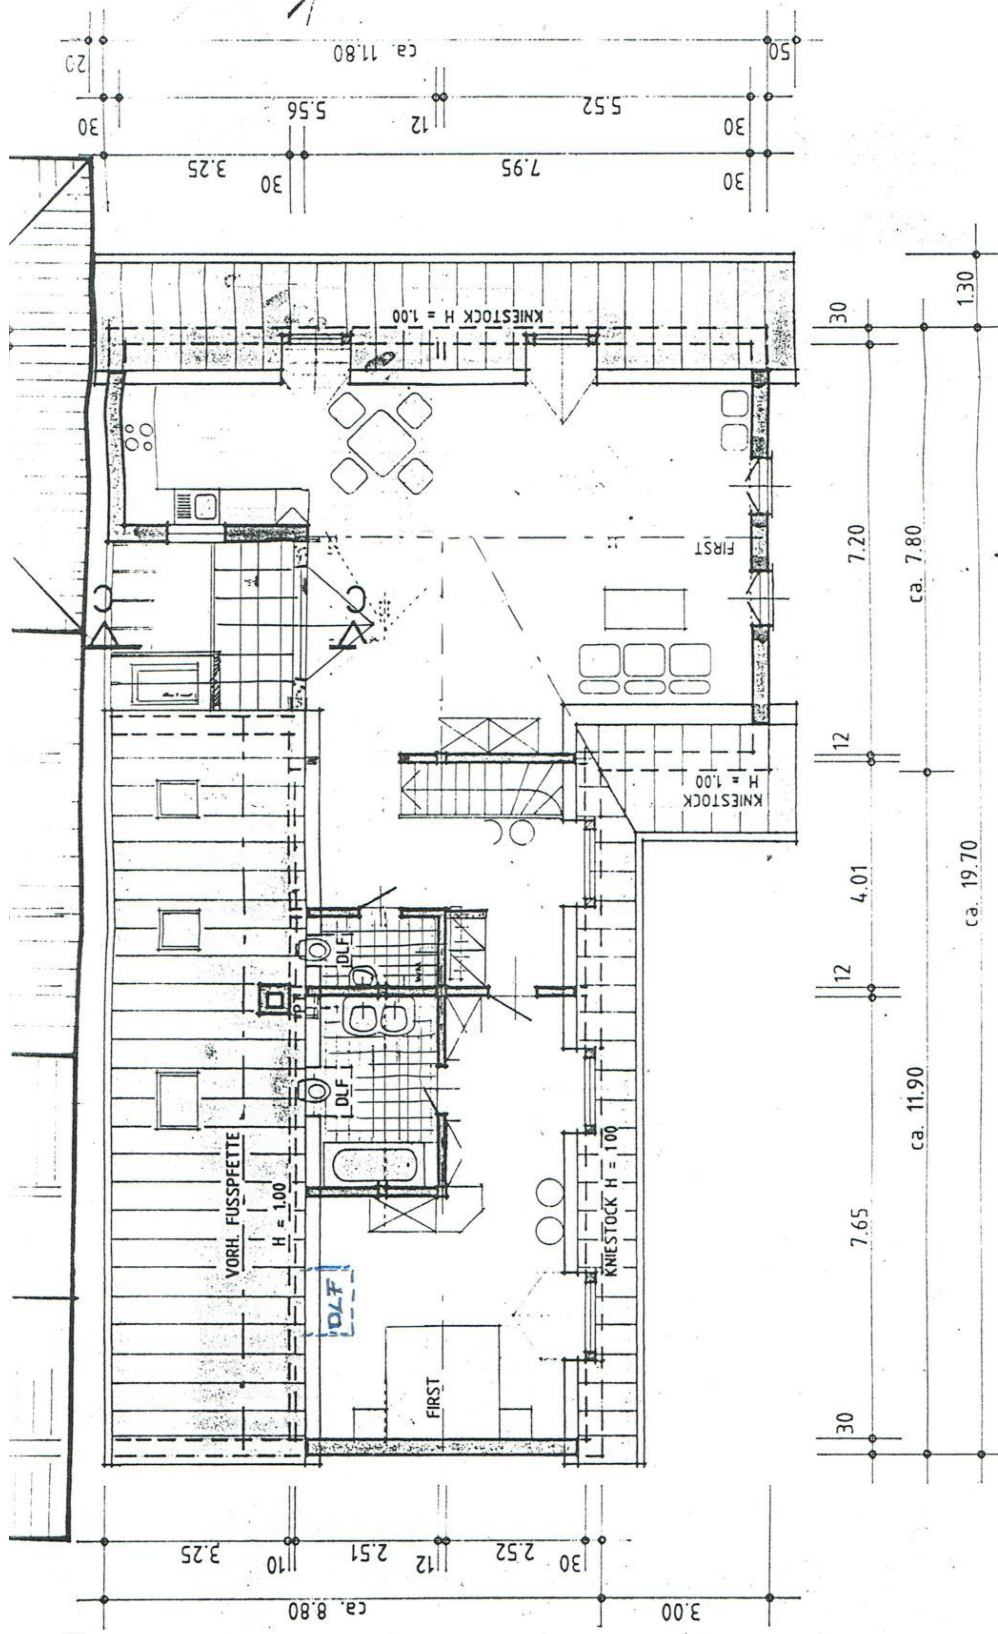 ca. 11.80
20
50
30
5.56
12
5.52
30
3.25
30
7.95
30
KNIESTOCK H = 1.00
FIRST
C
C
KNIESTOCK
H = 1.00
DLF
DLF
VORH. FUSSPFETTE
H = 1.00
DLF
FIRST
KNIESTOCK H = 1.00
30
1.30
7.20
ca. 7.80
12
4.01
ca. 19.70
12
ca. 11.90
7.65
30
3.25
10
2.51
12
2.52
30
ca. 8.80
3.00